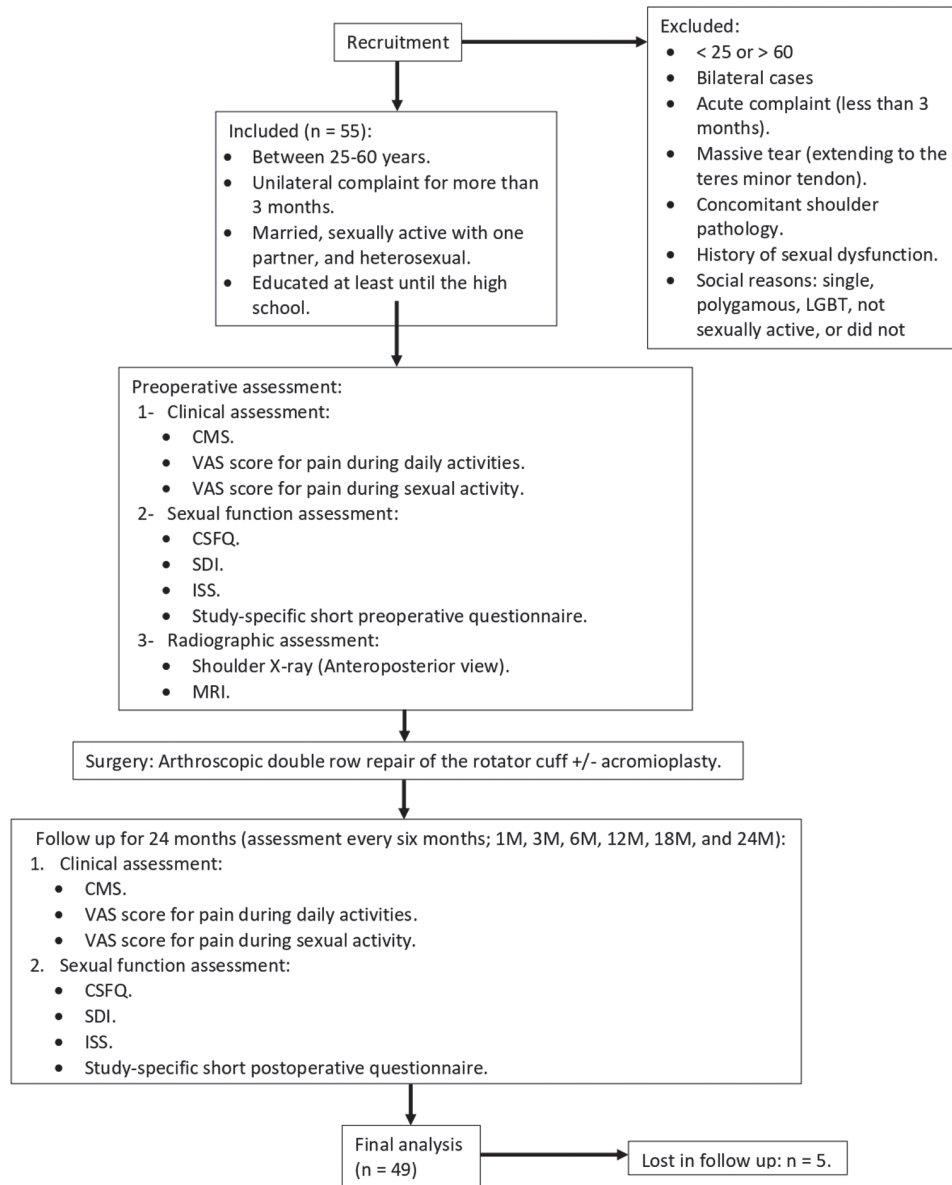 Recruitment
Excluded:
• < 25 or > 60
• Bilateral cases
• Acute complaint (less than 3
months).
• Massive tear (extending to the
teres minor tendon).
• Concomitant shoulder
pathology.
• History of sexual dysfunction.
• Social reasons: single,
polygamous, LGBT, not
sexually active, or did not
Included (n = 55):
• Between 25-60 years.
• Unilateral complaint for more than
3 months.
• Married, sexually active with one
partner, and heterosexual.
• Educated at least until the high
school.
Preoperative assessment:
1- Clinical assessment:
• CMS.
• VAS score for pain during daily activities.
• VAS score for pain during sexual activity.
2- Sexual function assessment:
• CSFQ.
• SDI.
• ISS.
• Study-specific short preoperative questionnaire.
3- Radiographic assessment:
• Shoulder X-ray (Anteroposterior view).
• MRI.
Surgery: Arthroscopic double row repair of the rotator cuff +/- acromioplasty.
Follow up for 24 months (assessment every six months; 1M, 3M, 6M, 12M, 18M, and 24M):
1. Clinical assessment:
• CMS.
• VAS score for pain during daily activities.
• VAS score for pain during sexual activity.
2. Sexual function assessment:
• CSFQ.
• SDI.
• ISS.
• Study-specific short postoperative questionnaire.
Final analysis
(n = 49)
Lost in follow up: n = 5.